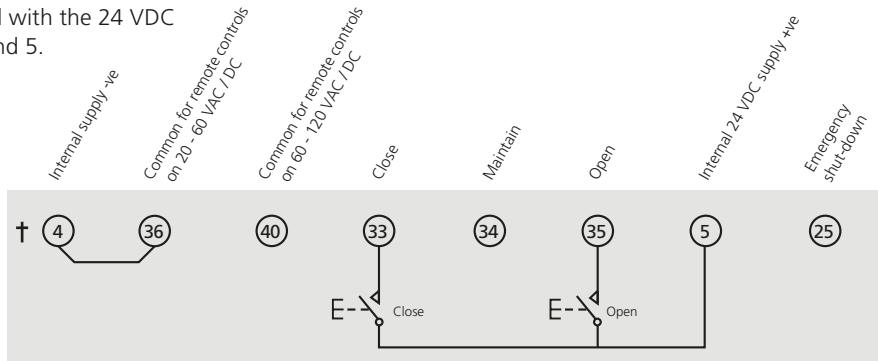 with the 24 VDC
nd 5.
Internal supply -ve
Common for remote controls
on 20 - 60 VAC / DC
Common for remote controls
on 60 - 120 VAC / DC
Close
Maintain
Open
Internal 24 VDC supply +ve
Emergency
shut-down
† 4 36 40 33 34 35 5 25
Close Open